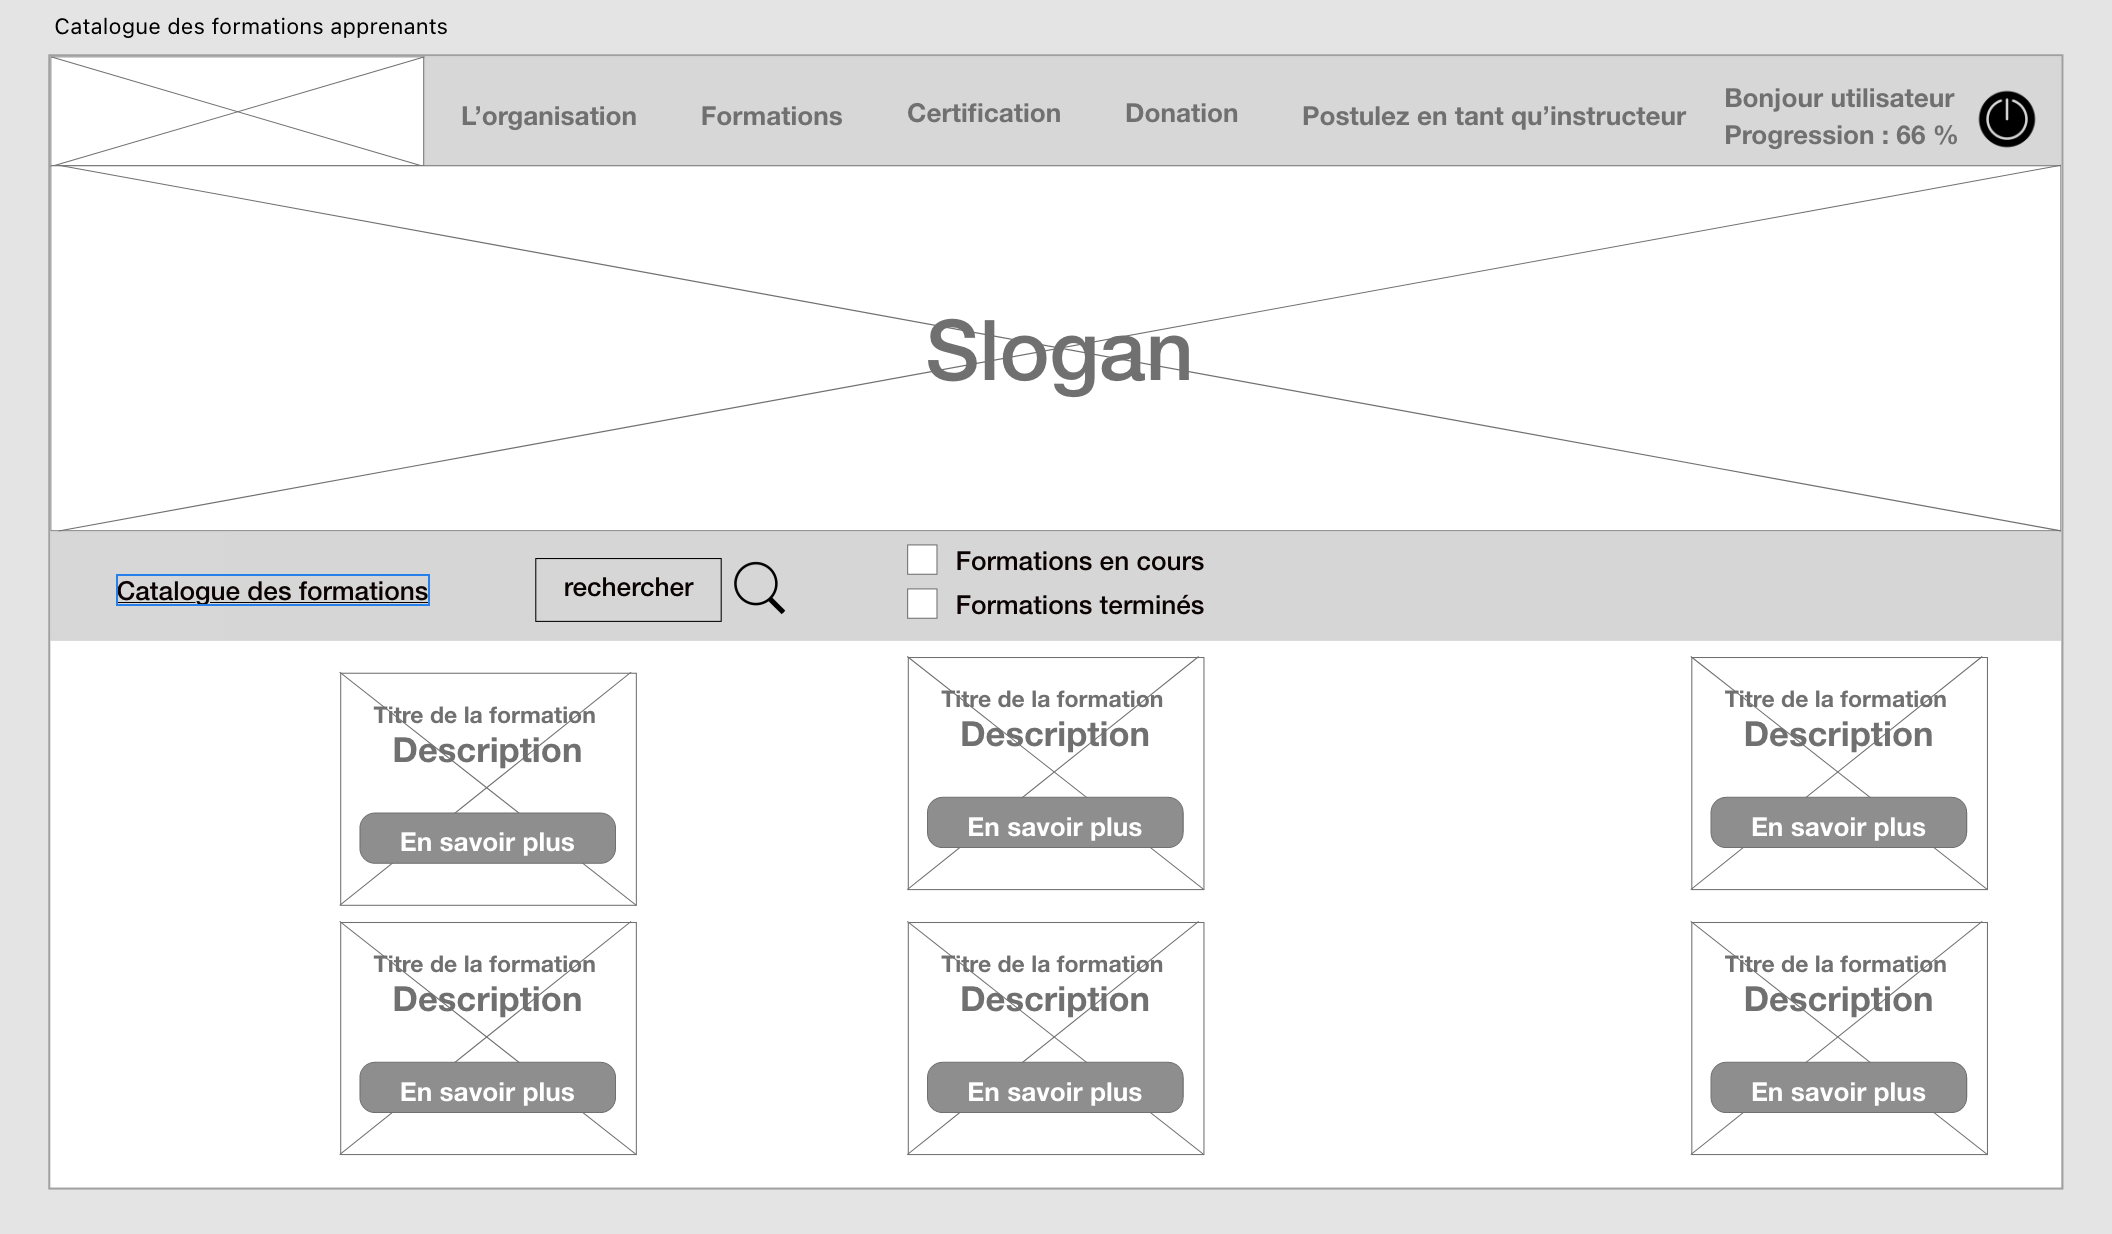 Catalogue des formations apprenants
L’organisation
Formations
Certification
Donation
Postulez en tant qu’instructeur
Bonjour utilisateur
Progression : 66 %
Slogan
Catalogue des formations
rechercher
Formations en cours
Formations terminés
Titre de la formation
Description
En savoir plus
Titre de la formation
Description
En savoir plus
Titre de la formation
Description
En savoir plus
Titre de la formation
Description
En savoir plus
Titre de la formation
Description
En savoir plus
Titre de la formation
Description
En savoir plus